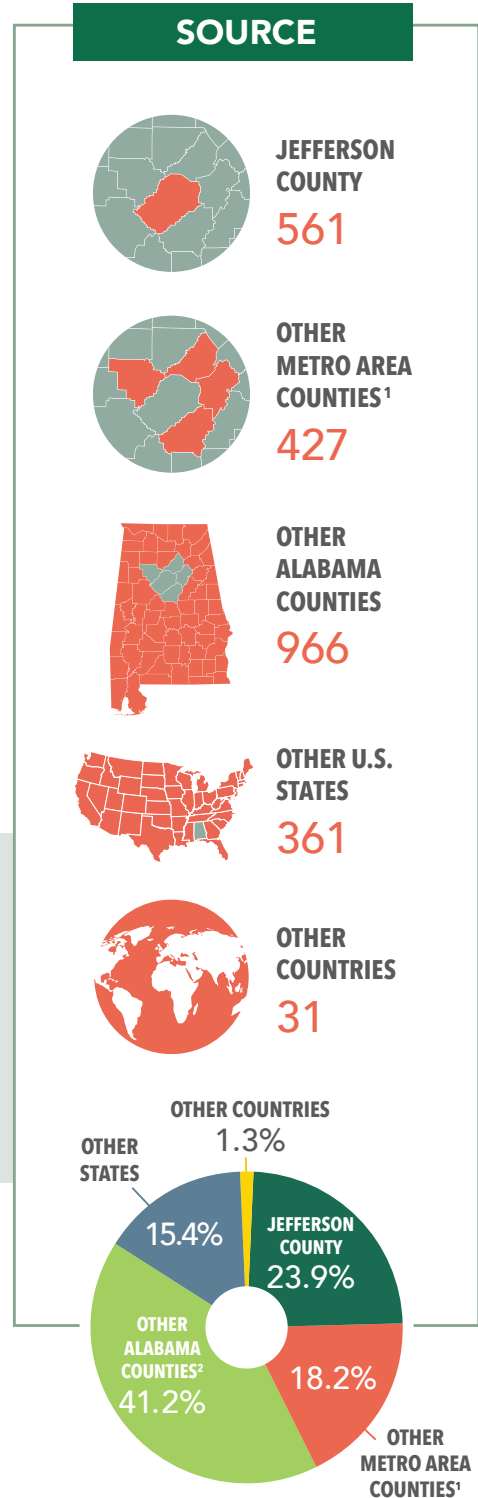 SOURCE
JEFFERSON
COUNTY
561
OTHER
METRO AREA
COUNTIES¹
427
OTHER
ALABAMA
COUNTIES
966
OTHER U.S.
STATES
361
OTHER
COUNTRIES
31
OTHER COUNTRIES
1.3%
OTHER
STATES
15.4%
JEFFERSON
COUNTY
23.9%
OTHER
ALABAMA
COUNTIES²
41.2%
18.2%
OTHER
METRO AREA
COUNTIES¹